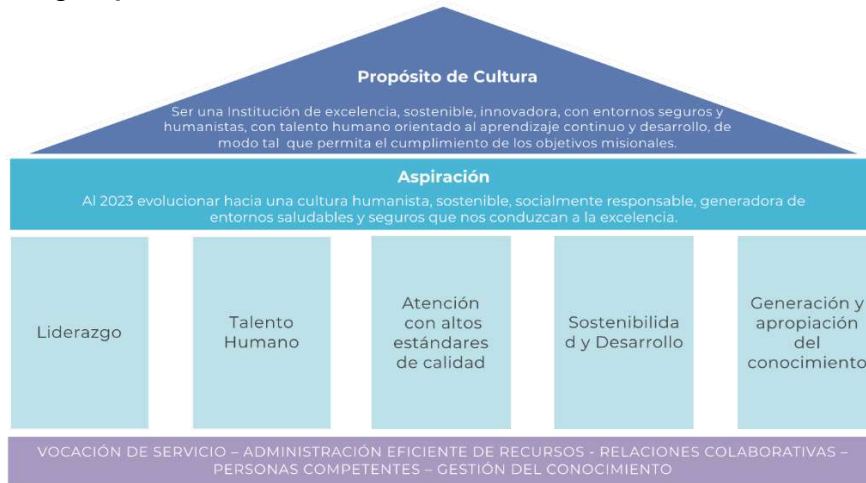 Propósito de Cultura
Ser una Institución de excelencia, sostenible, innovadora, con entornos seguros y
humanistas, con talento humano orientado al aprendizaje continuo y desarrollo, de
modo tal que permita el cumplimiento de los objetivos misionales.
Aspiración
Al 2023 evolucionar hacia una cultura humanista, sostenible, socialmente responsable, generadora de
entornos saludables y seguros que nos conduzcan a la excelencia.
Liderazgo
Talento
Humano
Atención
con altos
estándares
de calidad
Sostenibilida
d y Desarrollo
Generación y
apropiación
del
conocimiento
VOCACIÓN DE SERVICIO – ADMINISTRACIÓN EFICIENTE DE RECURSOS - RELACIONES COLABORATIVAS –
PERSONAS COMPETENTES – GESTIÓN DEL CONOCIMIENTO